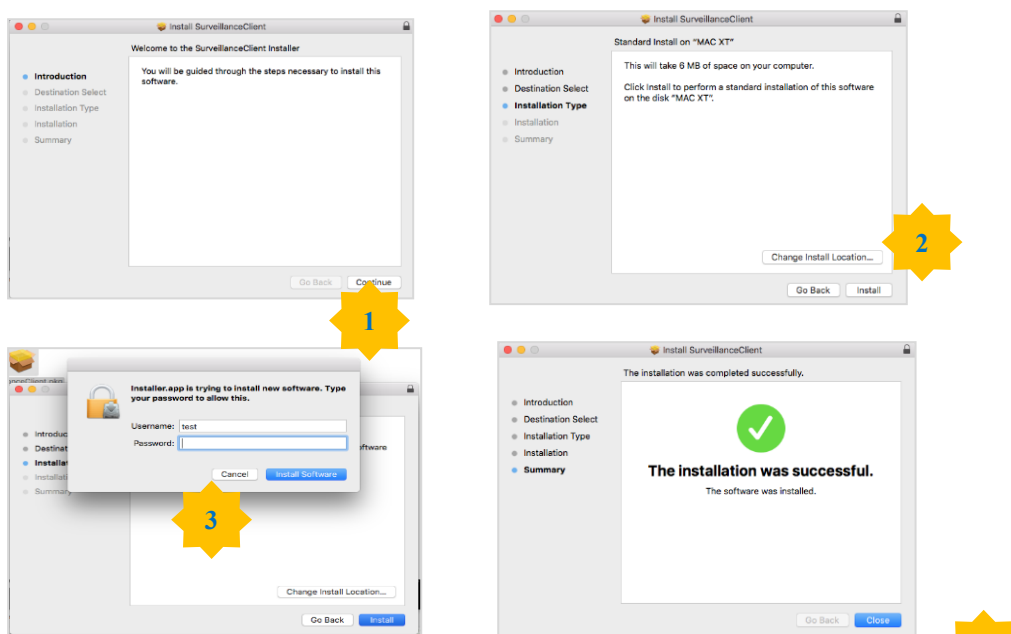 Install SurveillanceClient
Welcome to the SurveillanceClient Installer
Introduction
Destination Select
Installation Type
Installation
Summary
You will be guided through the steps necessary to install this
software.
Go Back
Continue
1
Install SurveillanceClient
Standard Install on “MAC XT”
Introduction
Destination Select
Installation Type
Installation
Summary
This will take 6 MB of space on your computer.
Click Install to perform a standard installation of this software
on the disk “MAC XT”.
Change Install Location...
Go Back
Install
2
Installer.app is trying to install new software. Type
your password to allow this.
Username: test
Password:
Cancel
Install Software
Introduc
Destinat
Installat
Installati
Summary
ftware
3
Change Install Location...
Go Back
Install
Install SurveillanceClient
The installation was completed successfully.
Introduction
Destination Select
Installation Type
Installation
Summary
The installation was successful.
The software was installed.
Go Back
Close